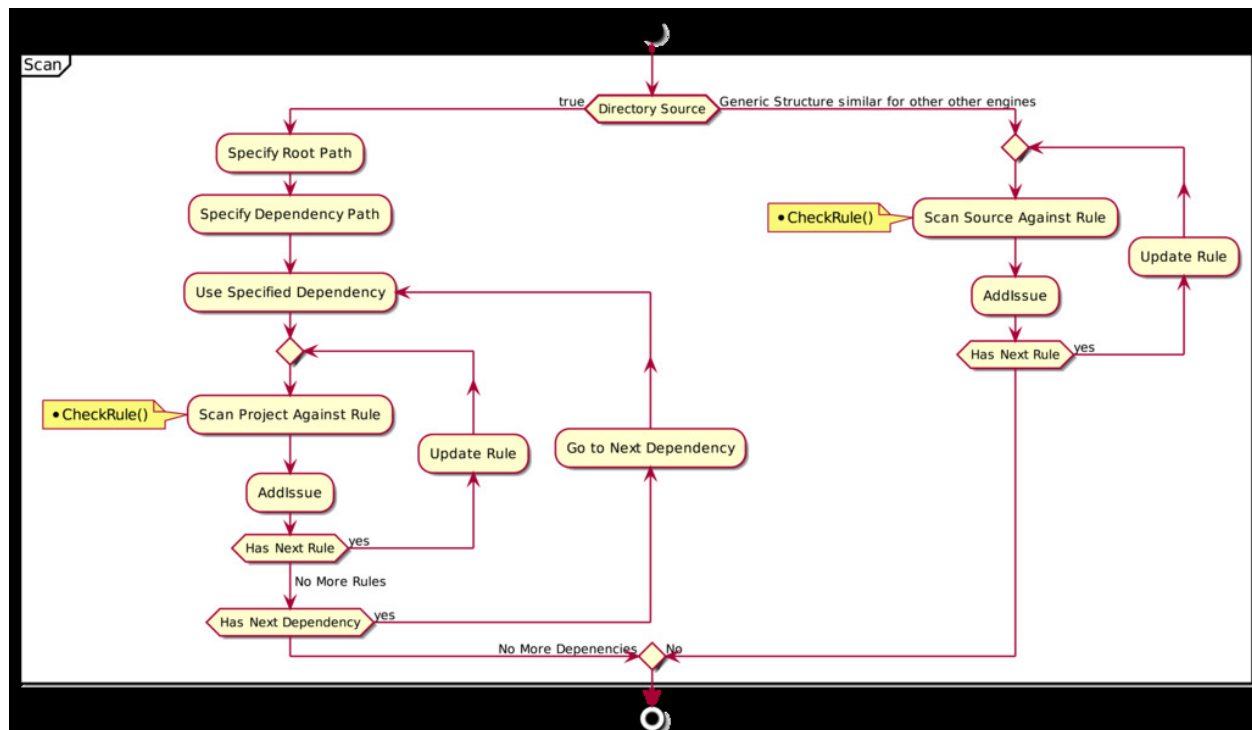 Scan
Directory Source
true
Generic Structure similar for other other engines
Specify Root Path
Specify Dependency Path
Use Specified Dependency
• CheckRule()
Scan Project Against Rule
Update Rule
AddIssue
Has Next Rule
yes
No More Rules
Has Next Dependency
yes
Go to Next Dependency
No More Depenencies
• CheckRule()
Scan Source Against Rule
Update Rule
AddIssue
Has Next Rule
yes
No